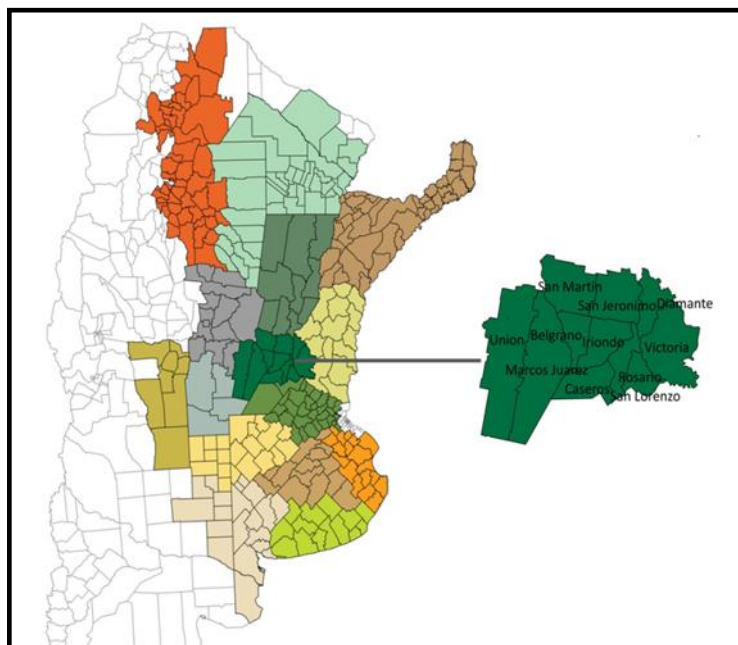 San Martin
San Jeronimo
Diamante
Union
Belgrano
Iriondo
Victoria
Marcos Juarez
Rosario
Caseros
San Lorenzo